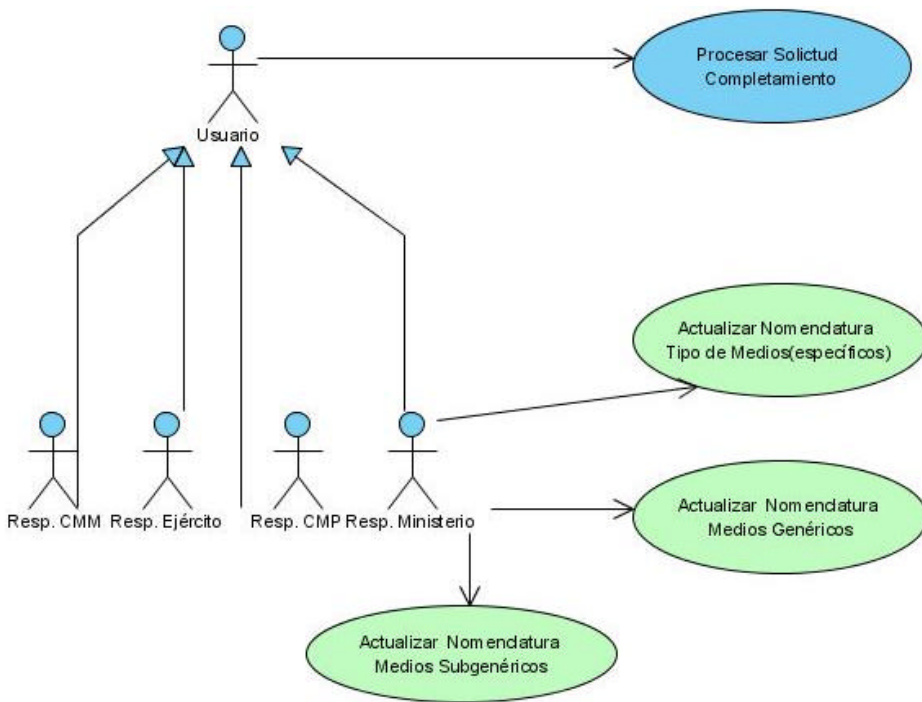 Procesar Solictud
Completamiento
Usuario
Actualizar Nomenclatura
Tipo de Medios(específicos)
Resp. CMM
Resp. Ejército
Resp. CMP
Resp. Ministerio
Actualizar Nomenclatura
Medios Genéricos
Actualizar Nomenclatura
Medios Subgenéricos